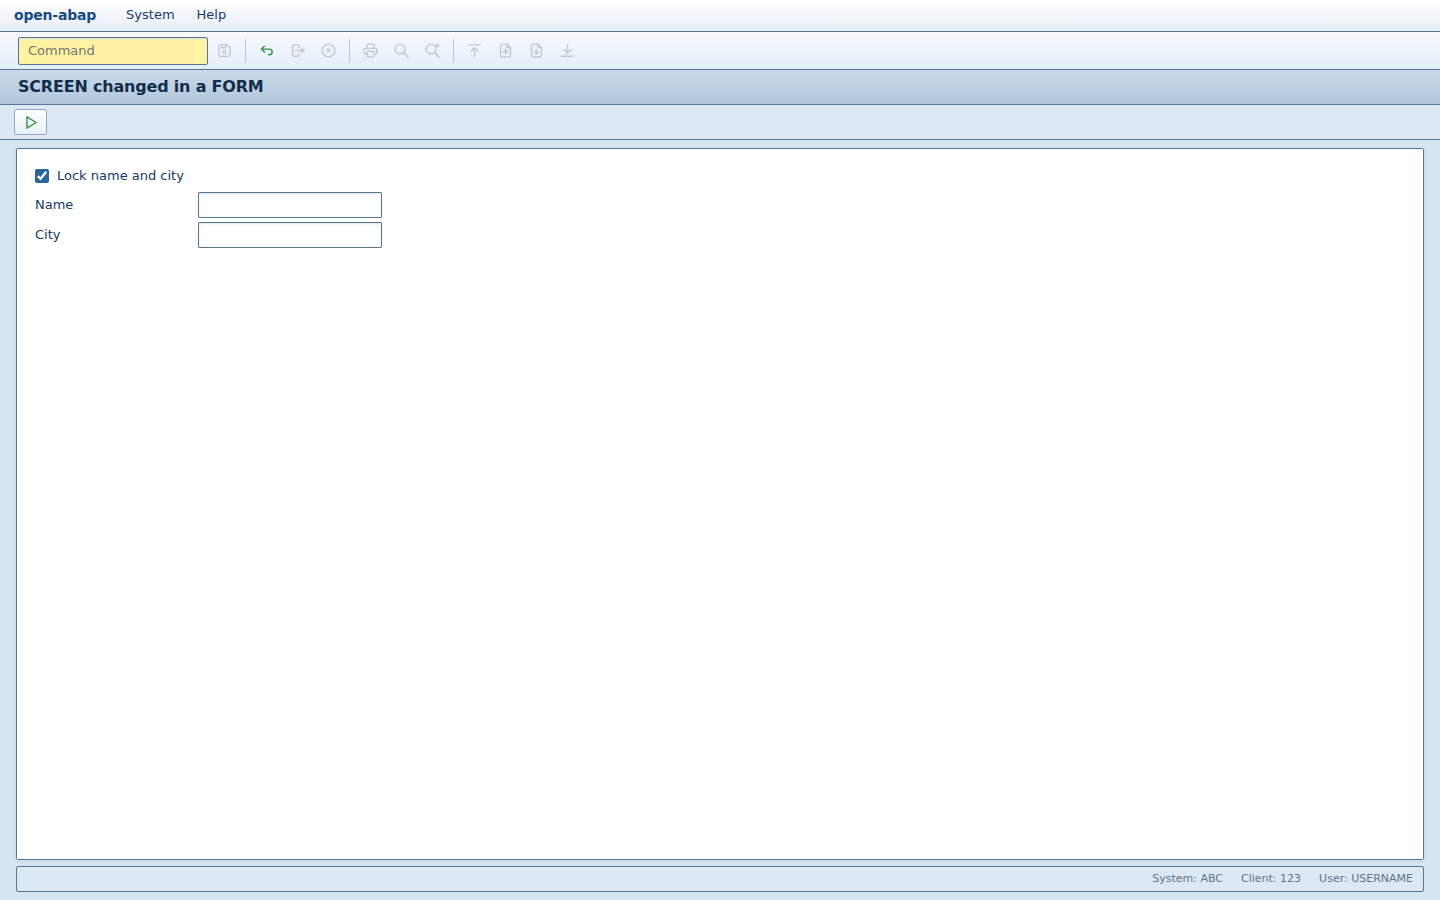 open-abap System Help
Command
SCREEN changed in a FORM
Lock name and city
Name
City
System: ABC Client: 123 User: USERNAME